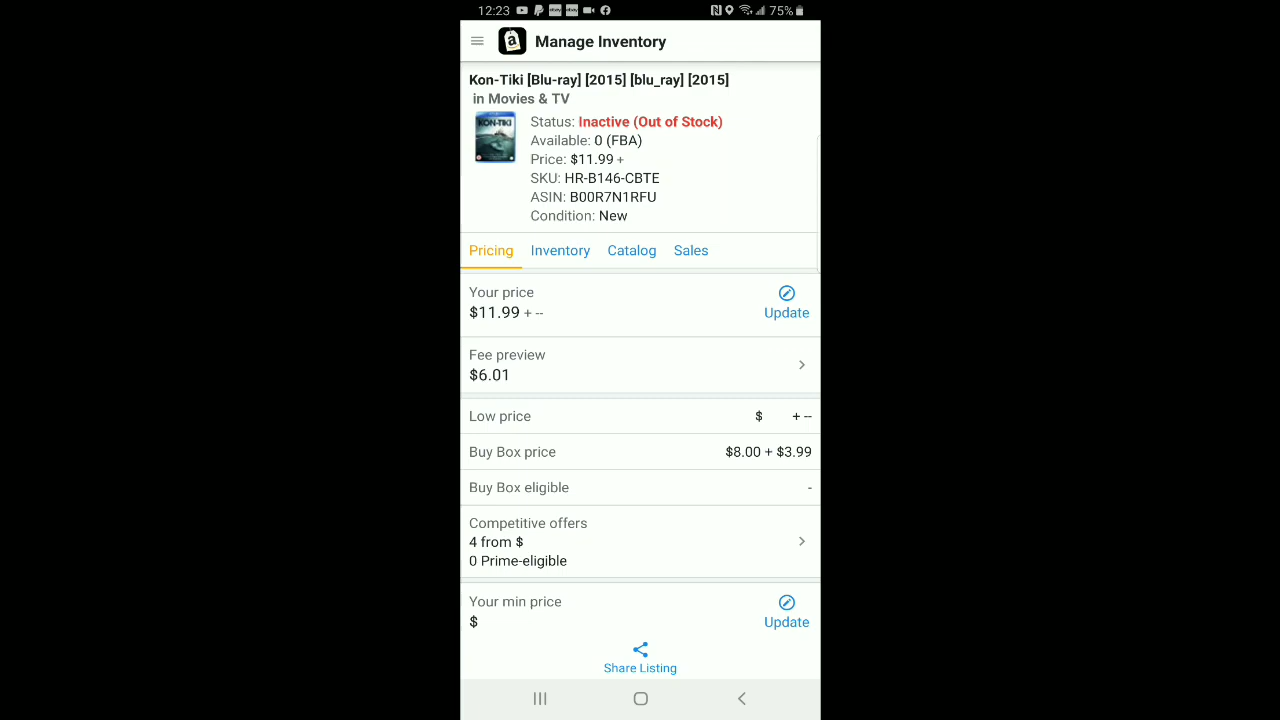 12:23 75%
Manage Inventory
Kon-Tiki [Blu-ray] [2015] [blu_ray] [2015]
in Movies & TV
KON-TIKI
Status: Inactive (Out of Stock)
Available: 0 (FBA)
Price: $11.99 +
SKU: HR-B146-CBTE
ASIN: B00R7N1RFU
Condition: New
Pricing Inventory Catalog Sales
Your price
$11.99 + --
Update
Fee preview
$6.01
Low price $ + --
Buy Box price $8.00 + $3.99
Buy Box eligible -
Competitive offers
4 from $
0 Prime-eligible
Your min price
$
Update
Share Listing